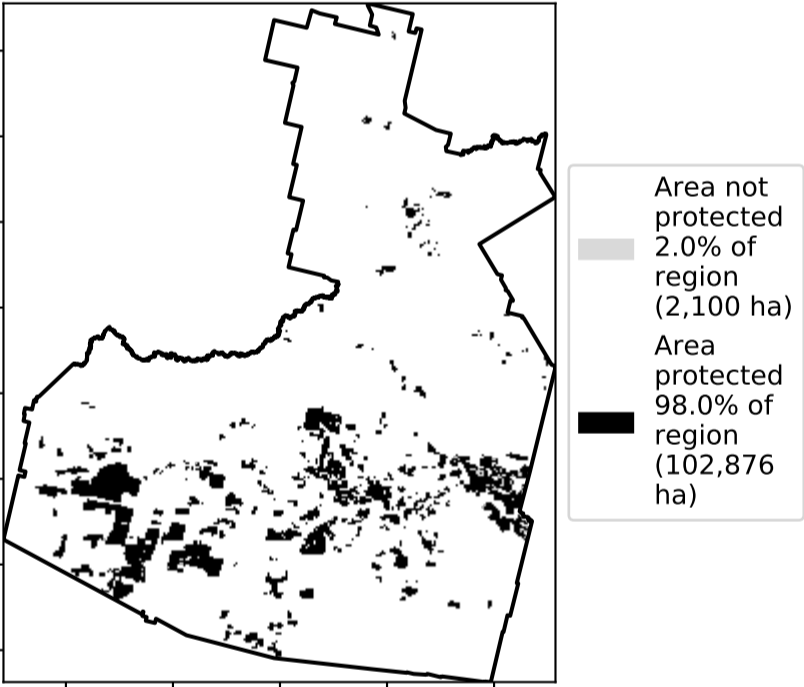 Area not
protected
2.0% of
region
(2,100 ha)
Area
protected
98.0% of
region
(102,876
ha)